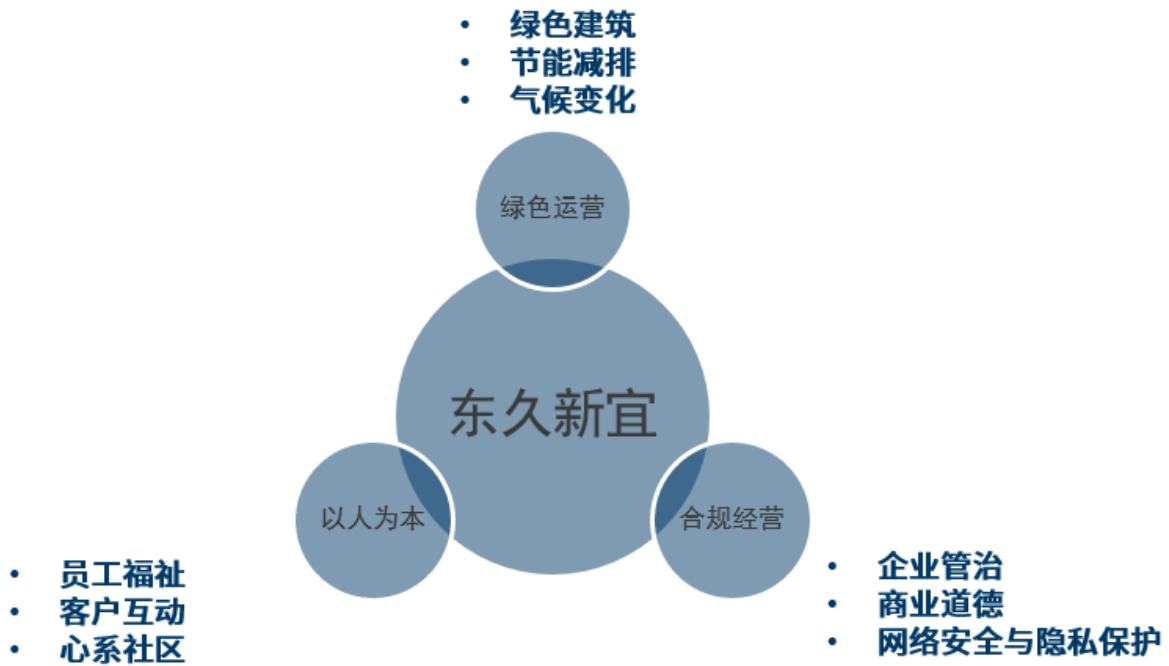 • 绿色建筑
• 节能减排
• 气候变化
绿色运营
东久新宜
以人为本
合规经营
• 员工福祉
• 客户互动
• 心系社区
• 企业管治
• 商业道德
• 网络安全与隐私保护